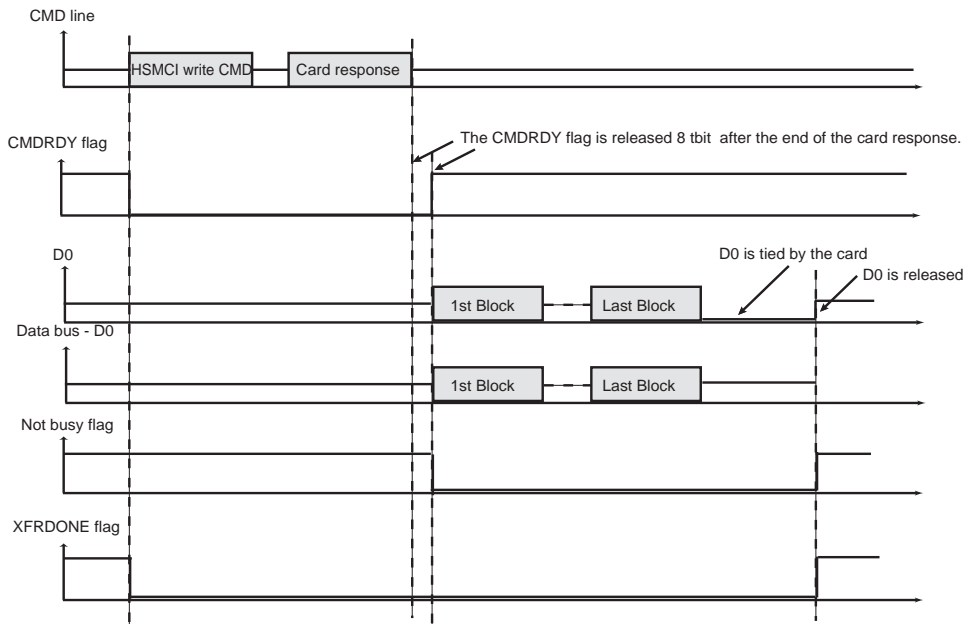 CMD line
HSMCI write CMD
Card response
The CMDRDY flag is released 8 tbit after the end of the card response.
CMDRDY flag
D0
D0 is tied by the card
D0 is released
1st Block
Last Block
Data bus - D0
1st Block
Last Block
Not busy flag
XFRDONE flag